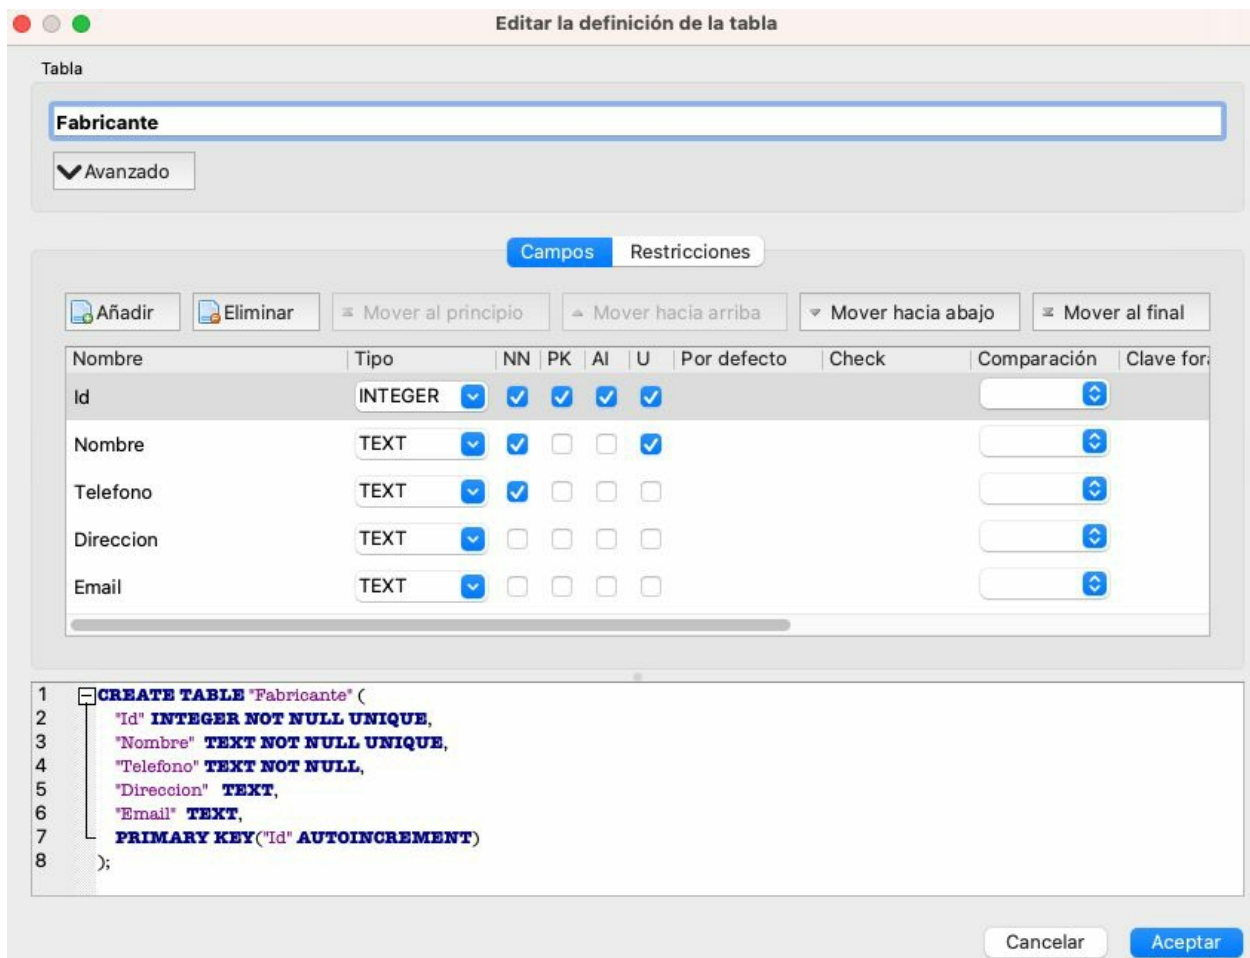 Editar la definición de la tabla
Tabla
Fabricante
Avanzado
Campos Restricciones
Añadir Eliminar Mover al principio Mover hacia arriba Mover hacia abajo Mover al final
Nombre Tipo NN PK AI U Por defecto Check Comparación Clave for
Id INTEGER
Nombre TEXT
Telefono TEXT
Direccion TEXT
Email TEXT
1 CREATE TABLE "Fabricante" (
2 "Id" INTEGER NOT NULL UNIQUE,
3 "Nombre" TEXT NOT NULL UNIQUE,
4 "Telefono" TEXT NOT NULL,
5 "Direccion" TEXT,
6 "Email" TEXT,
7 PRIMARY KEY("Id" AUTOINCREMENT)
8 );
Cancelar Aceptar